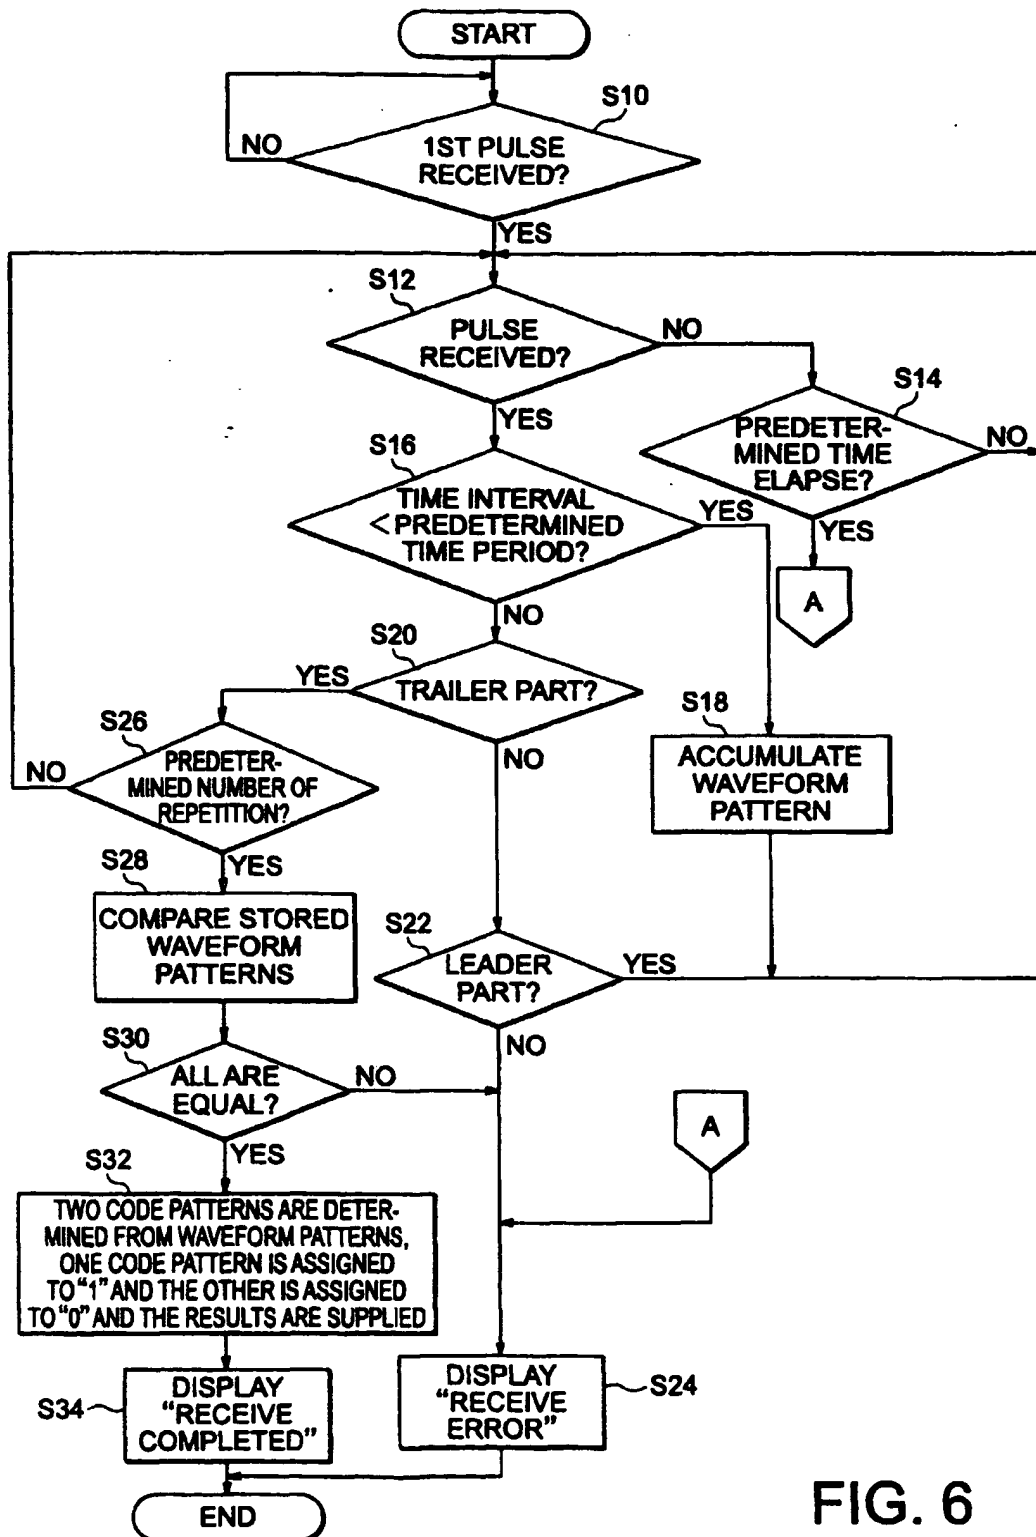 START
S10
NO
1ST PULSE
RECEIVED?
YES
S12
PULSE
RECEIVED?
NO
S14
YES
PREDETER-
MINED TIME
ELAPSE?
NO
S16
TIME INTERVAL
<PREDETERMINED
TIME PERIOD?
YES
YES
A
NO
S20
TRAILER PART?
YES
S18
ACCUMULATE
WAVEFORM
PATTERN
S26
NO
PREDETER-
MINED NUMBER OF
REPETITION?
NO
YES
S28
COMPARE STORED
WAVEFORM
PATTERNS
S22
LEADER
PART?
YES
NO
S30
ALL ARE
EQUAL?
NO
A
YES
S32
TWO CODE PATTERNS ARE DETER-
MINED FROM WAVEFORM PATTERNS,
ONE CODE PATTERN IS ASSIGNED
TO "1" AND THE OTHER IS ASSIGNED
TO "0" AND THE RESULTS ARE SUPPLIED
S34
DISPLAY
"RECEIVE
COMPLETED"
DISPLAY
"RECEIVE
ERROR"
S24
END
FIG. 6